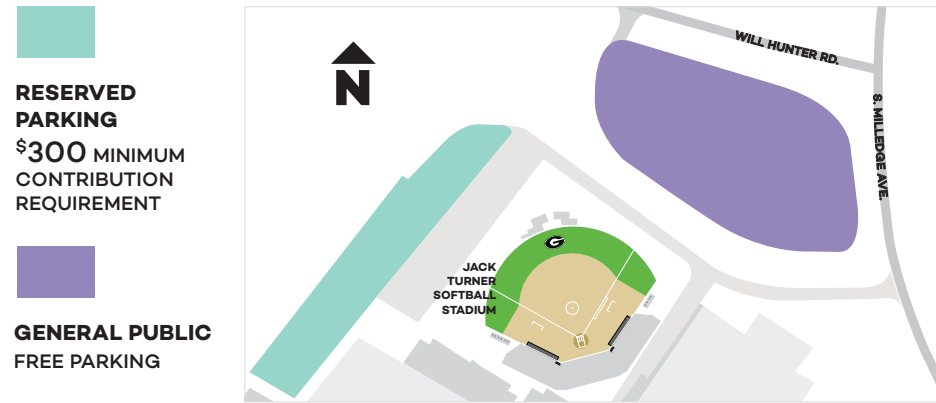 RESERVED
PARKING
$300 MINIMUM
CONTRIBUTION
REQUIREMENT
GENERAL PUBLIC
FREE PARKING
N
WILL HUNTER RD.
S. MILLEDGE AVE.
G
JACK
TURNER
SOFTBALL
STADIUM